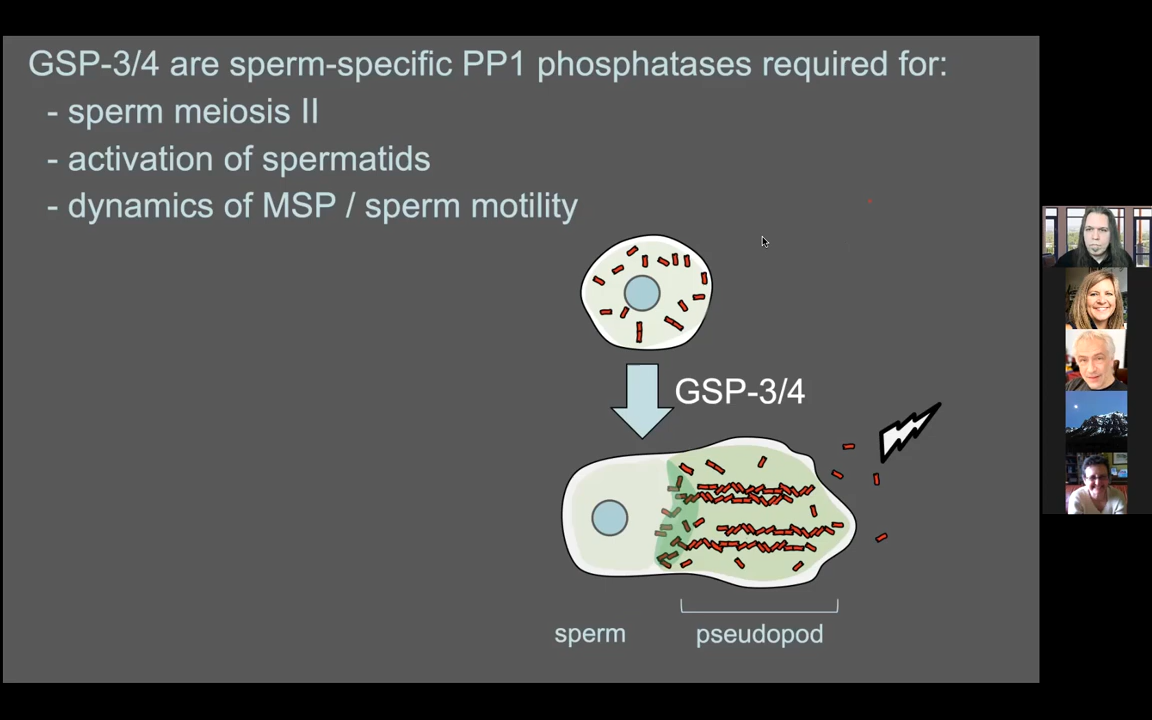 GSP-3/4 are sperm-specific PP1 phosphatases required for:
- sperm meiosis II
- activation of spermatids
- dynamics of MSP / sperm motility
GSP-3/4
sperm
pseudopod